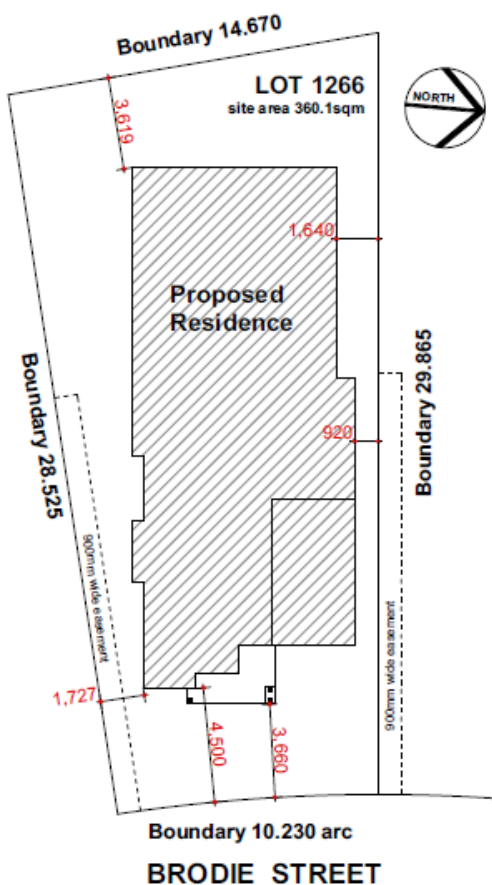 Boundary 14.670
LOT 1266
site area 360.1sqm
NORTH
3,619
1,640
Proposed
Residence
Boundary 29.865
Boundary 28.525
920
900mm wide easement
900mm wide easement
1,727
4,500
3,660
Boundary 10.230 arc
BRODIE STREET